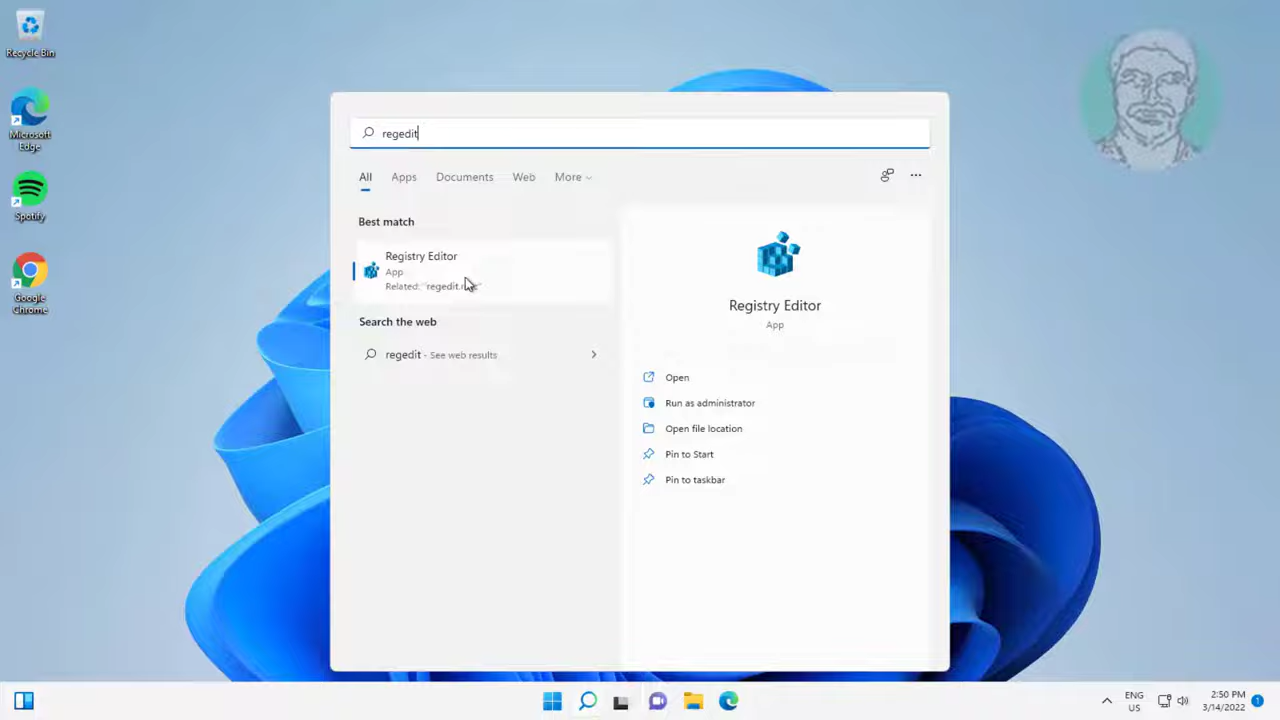 Recycle Bin
Microsoft
Edge
Spotify
Google
Chrome
regedit
All Apps Documents Web More
Best match
Registry Editor
App
Related: "regedit.
Search the web
regedit - See web results
Registry Editor
App
Open
Run as administrator
Open file location
Pin to Start
Pin to taskbar
ENG
US
2:50 PM
3/14/2022
1